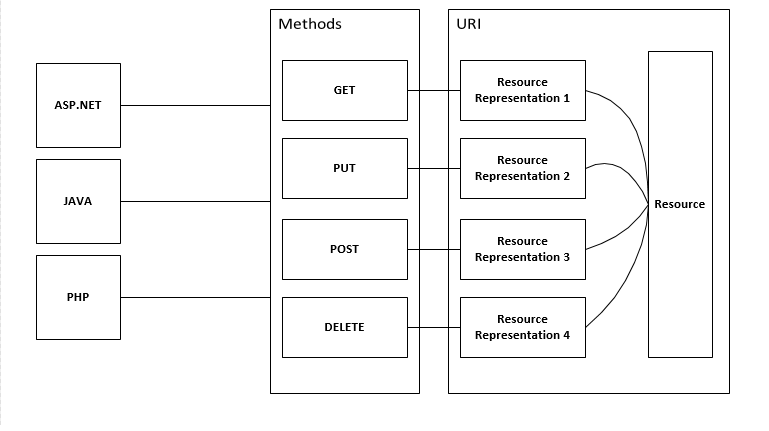 Methods
URI
ASP.NET
JAVA
PHP
GET
PUT
POST
DELETE
Resource
Representation 1
Resource
Representation 2
Resource
Representation 3
Resource
Representation 4
Resource